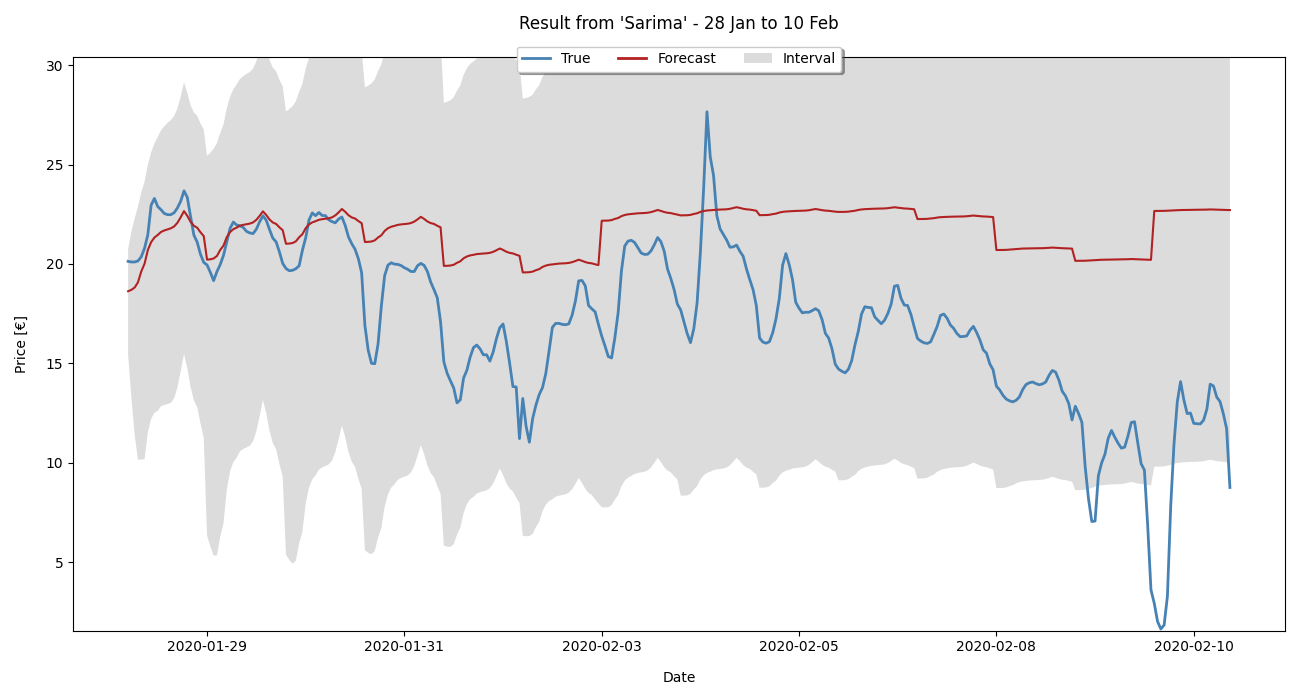 Result from 'Sarima' - 28 Jan to 10 Feb
True Forecast Interval
30
25
20
15
10
5
Price [€]
2020-01-29 2020-01-31 2020-02-03 2020-02-05 2020-02-08 2020-02-10
Date